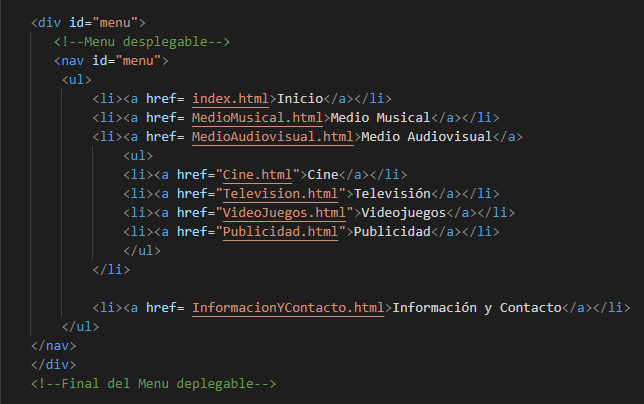 <div id="menu">
<!--Menu desplegable-->
<nav id="menu">
<ul>
<li><a href= index.html>Inicio</a></li>
<li><a href= MedioMusical.html>Medio Musical</a></li>
<li><a href= MedioAudiovisual.html>Medio Audiovisual</a>
<ul>
<li><a href="Cine.html">Cine</a></li>
<li><a href="Television.html">Televisión</a></li>
<li><a href="VideoJuegos.html">Videojuegos</a></li>
<li><a href="Publicidad.html">Publicidad</a></li>
</ul>
</li>
<li><a href= InformacionYContacto.html>Información y Contacto</a></li>
</ul>
</nav>
</div>
<!--Final del Menu deplegable-->